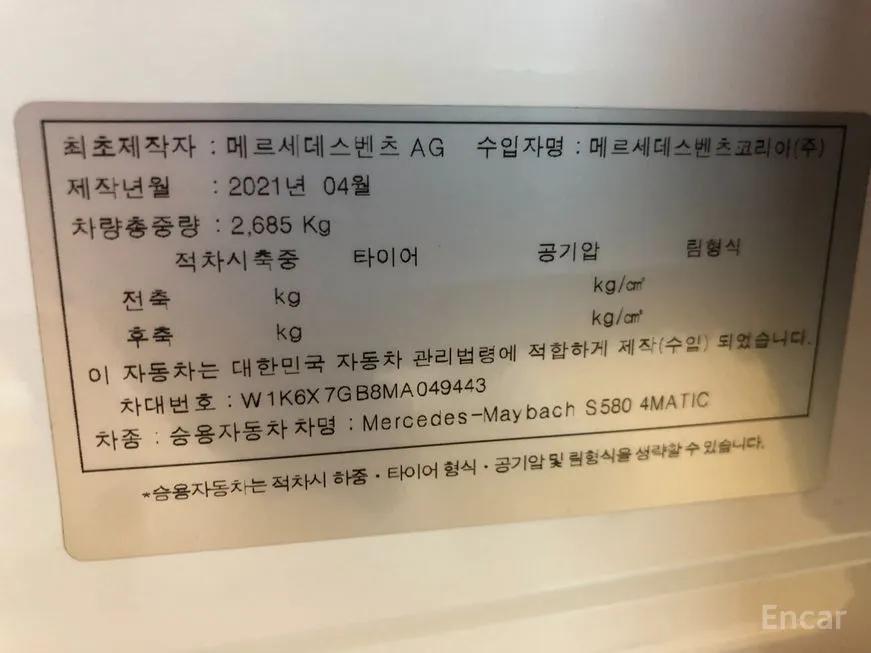 최초제작자 : 메르세데스벤츠 AG 수입자명 : 메르세데스벤츠코리아(주)
제작년월 : 2021년 04월
차량총중량 : 2,685 Kg
적차시축중 타이어 공기압 림형식
전축 kg kg/㎠
후축 kg kg/㎠
이 자동차는 대한민국 자동차 관리법령에 적합하게 제작(수입) 되었습니다.
차대번호 : W1K6X7GB8MA049443
차종 : 승용자동차 차명 : Mercedes-Maybach S580 4MATIC
*승용자동차는 적차시 하중・타이어 형식・공기압 및 림형식을 생략할 수 있습니다.
Encar